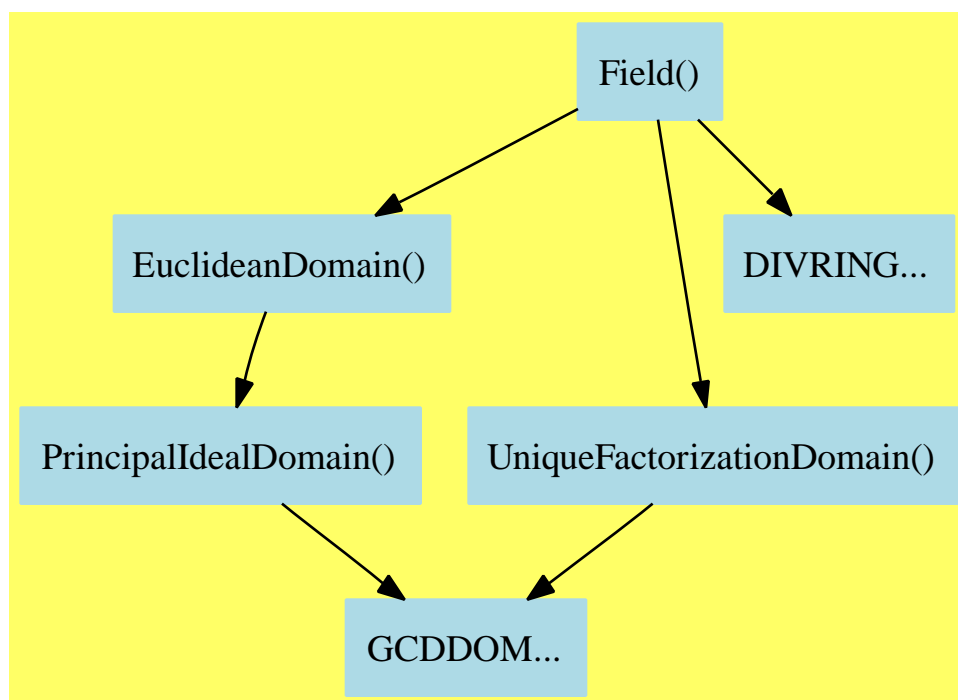 Field()
EuclideanDomain()
DIVRING...
PrincipalIdealDomain()
UniqueFactorizationDomain()
GCDDOM...